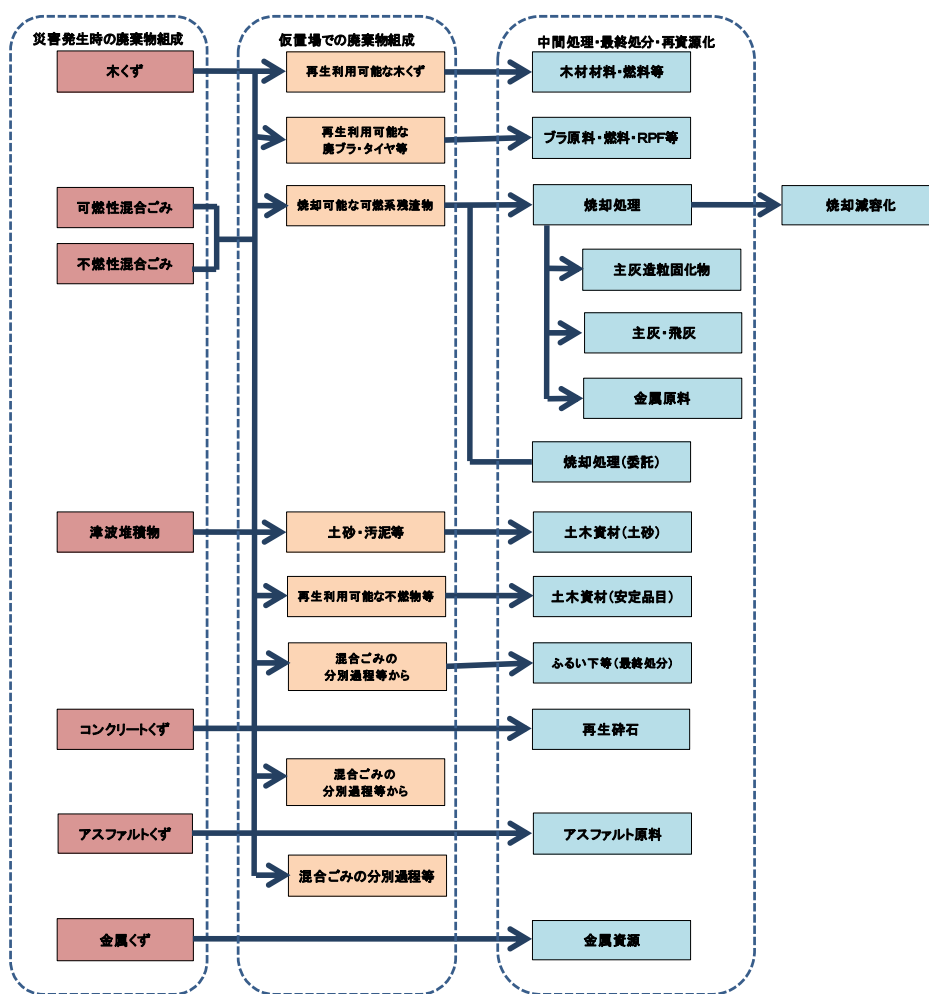 災害発生時の廃棄物組成
仮置場での廃棄物組成
中間処理・最終処分・再資源化
木くず
再生利用可能な木くず
木材材料・燃料等
再生利用可能な
廃プラ・タイヤ等
プラ原料・燃料・RPF等
可燃性混合ごみ
焼却可能な可燃系残渣物
焼却処理
焼却減容化
不燃性混合ごみ
主灰造粒固化物
主灰・飛灰
金属原料
焼却処理(委託)
津波堆積物
土砂・汚泥等
土木資材(土砂)
再生利用可能な不燃物等
土木資材(安定品目)
混合ごみの
分別過程等から
ふるい下等(最終処分)
コンクリートくず
再生砕石
混合ごみの
分別過程等から
アスファルトくず
アスファルト原料
混合ごみの分別過程等
金属くず
金属資源